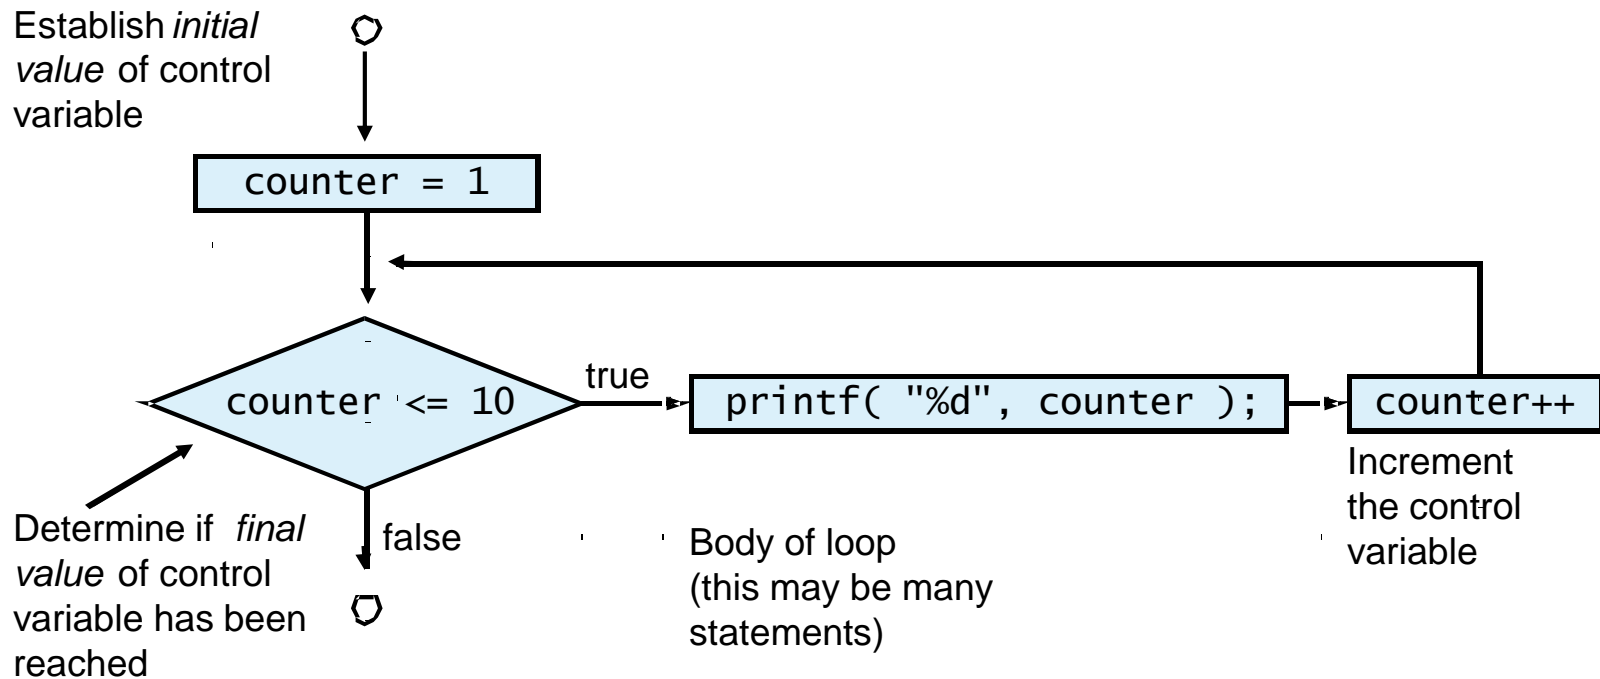 Establish initial
value of control
variable
counter = 1
counter <= 10
true
printf( "%d", counter );
counter++
Increment
the control
variable
Determine if final
value of control
variable has been
reached
false
Body of loop
(this may be many
statements)